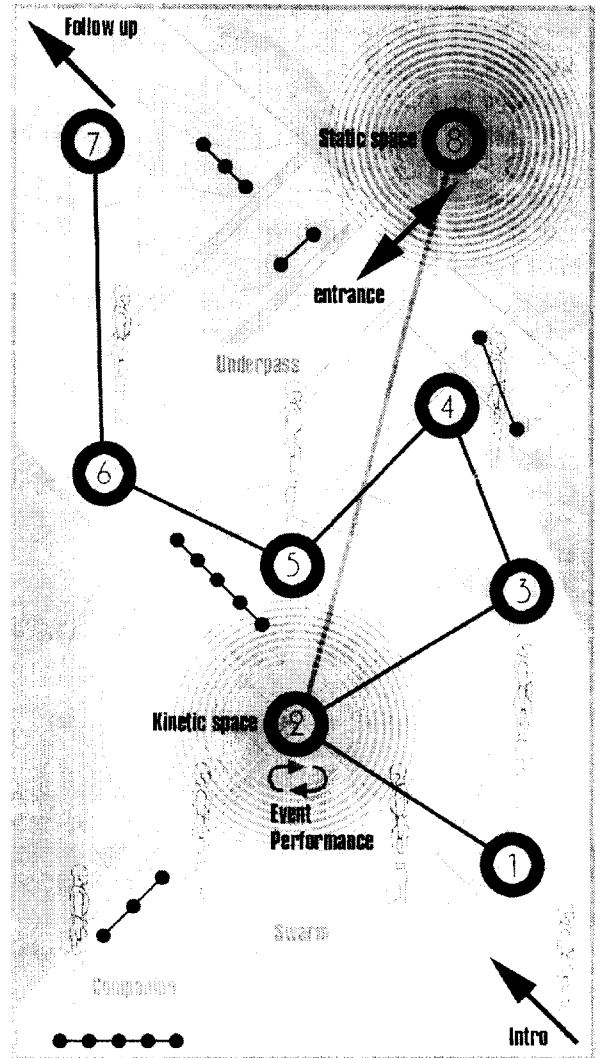 Follow up
7
Static space
8
entrance
Underpass
4
6
5
3
Kinetic space
2
Event
Performance
1
Swarm
Companion
Intro